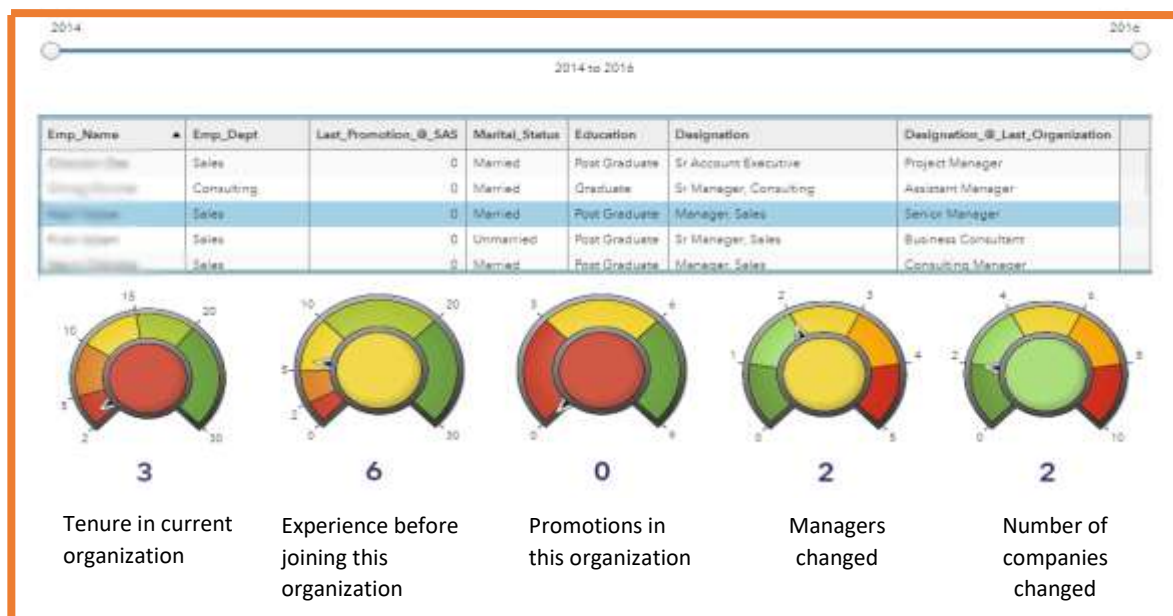 2014 2016
2014 to 2016
Emp_Name Emp_Dept Last_Promotion_@_SAS Marital_Status Education Designation Designation_@_Last_Organization
Sales 0 Married Post Graduate Sr Account Executive Project Manager
Consulting 0 Married Graduate Sr Manager, Consulting Assistant Manager
Sales 0 Married Post Graduate Manager, Sales Senior Manager
Sales 0 Unmarried Post Graduate Sr Manager, Sales Business Consultant
Sales 0 Married Post Graduate Manager, Sales Consulting Manager
2 5 10 15 20 30
0 2 5 10 20 30
0 3 6
0 1 2 3 4 5
0 2 4 6 8 10
3 6 0 2 2
Tenure in current
organization
Experience before
joining this
organization
Promotions in
this organization
Managers
changed
Number of
companies
changed